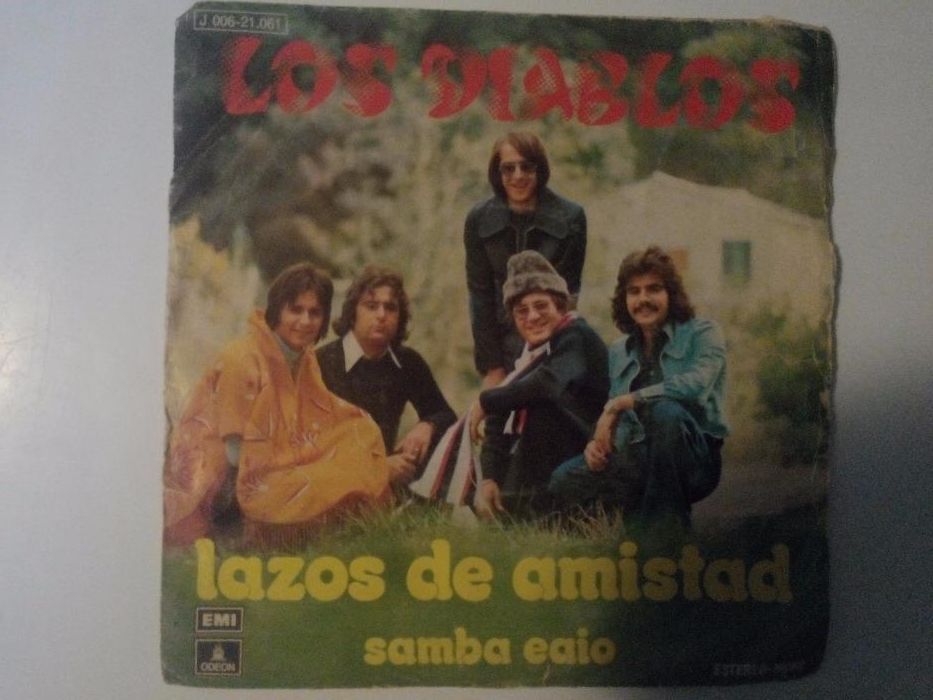 J 006-21.061
LOS DIABLOS
lazos de amistad
EMI
samba eaio
ODEON